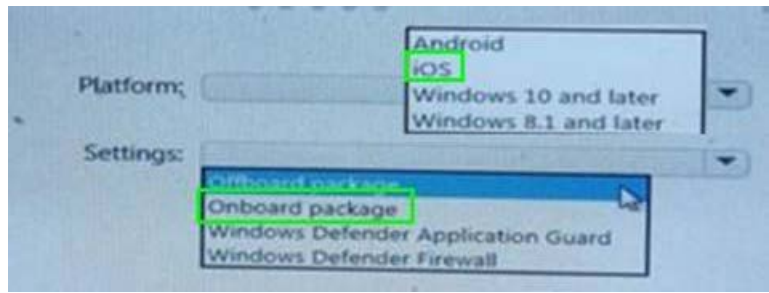 Android
iOS
Platform:
Windows 10 and later
Windows 8.1 and later
Settings:
Offboard package
Onboard package
Windows Defender Application Guard
Windows Defender Firewall